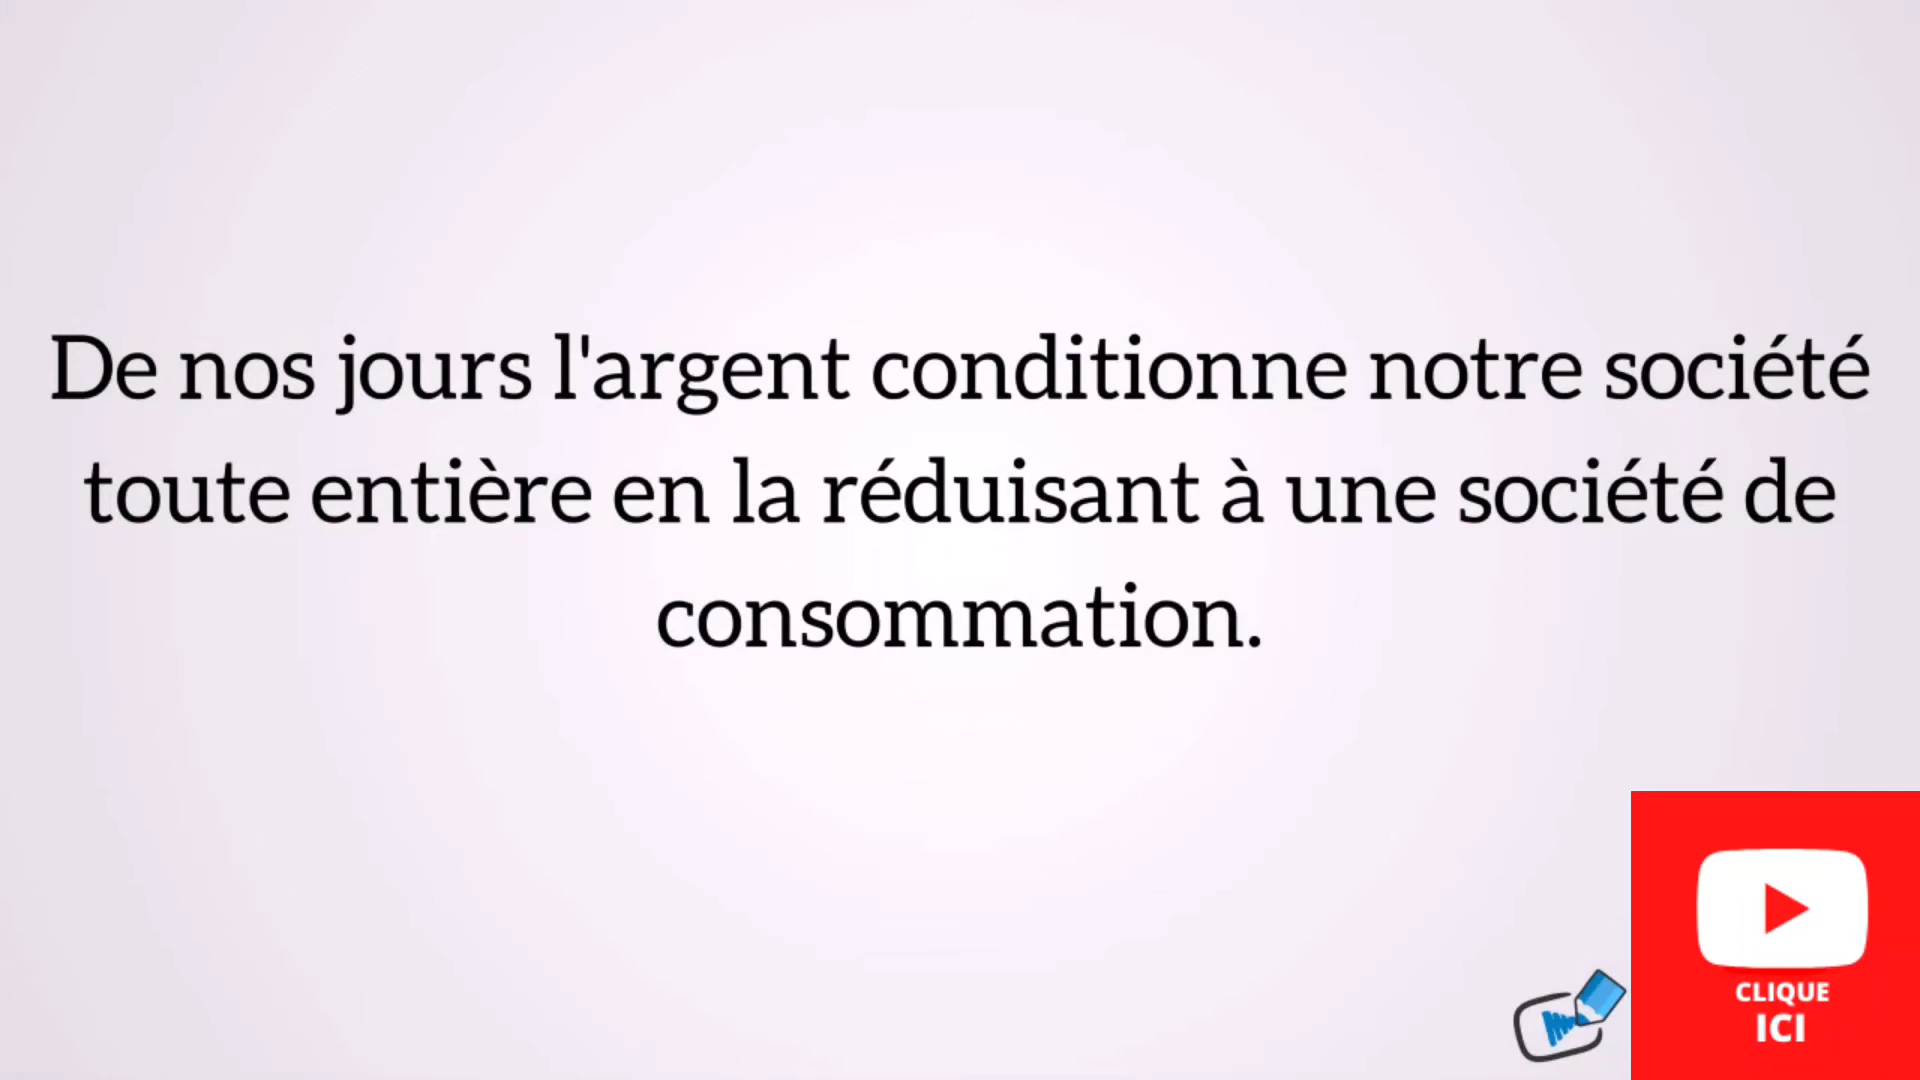 De nos jours l'argent conditionne notre société
toute entière en la réduisant à une société de
consommation.
CLIQUE
ICI